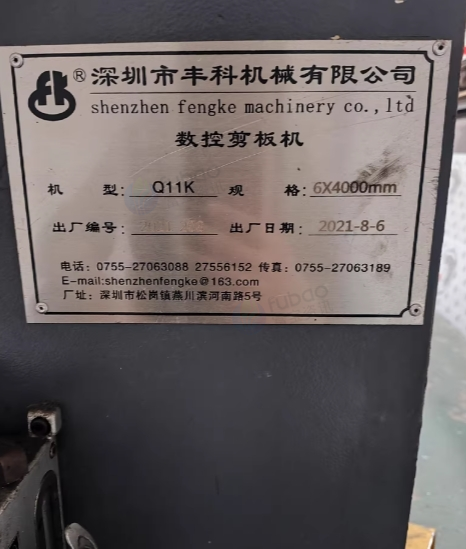 ® 深圳市丰科机械有限公司
shenzhen fengke machinery co.,ltd
数控剪板机
机 型: Q11K 规 格: 6X4000mm
出厂编号: 出厂日期: 2021-8-6
电话: 0755-27063088 27556152 传真: 0755-27063189
E-mail:shenzhenfengke@163.com
厂址: 深圳市松岗镇燕川滨河南路5号